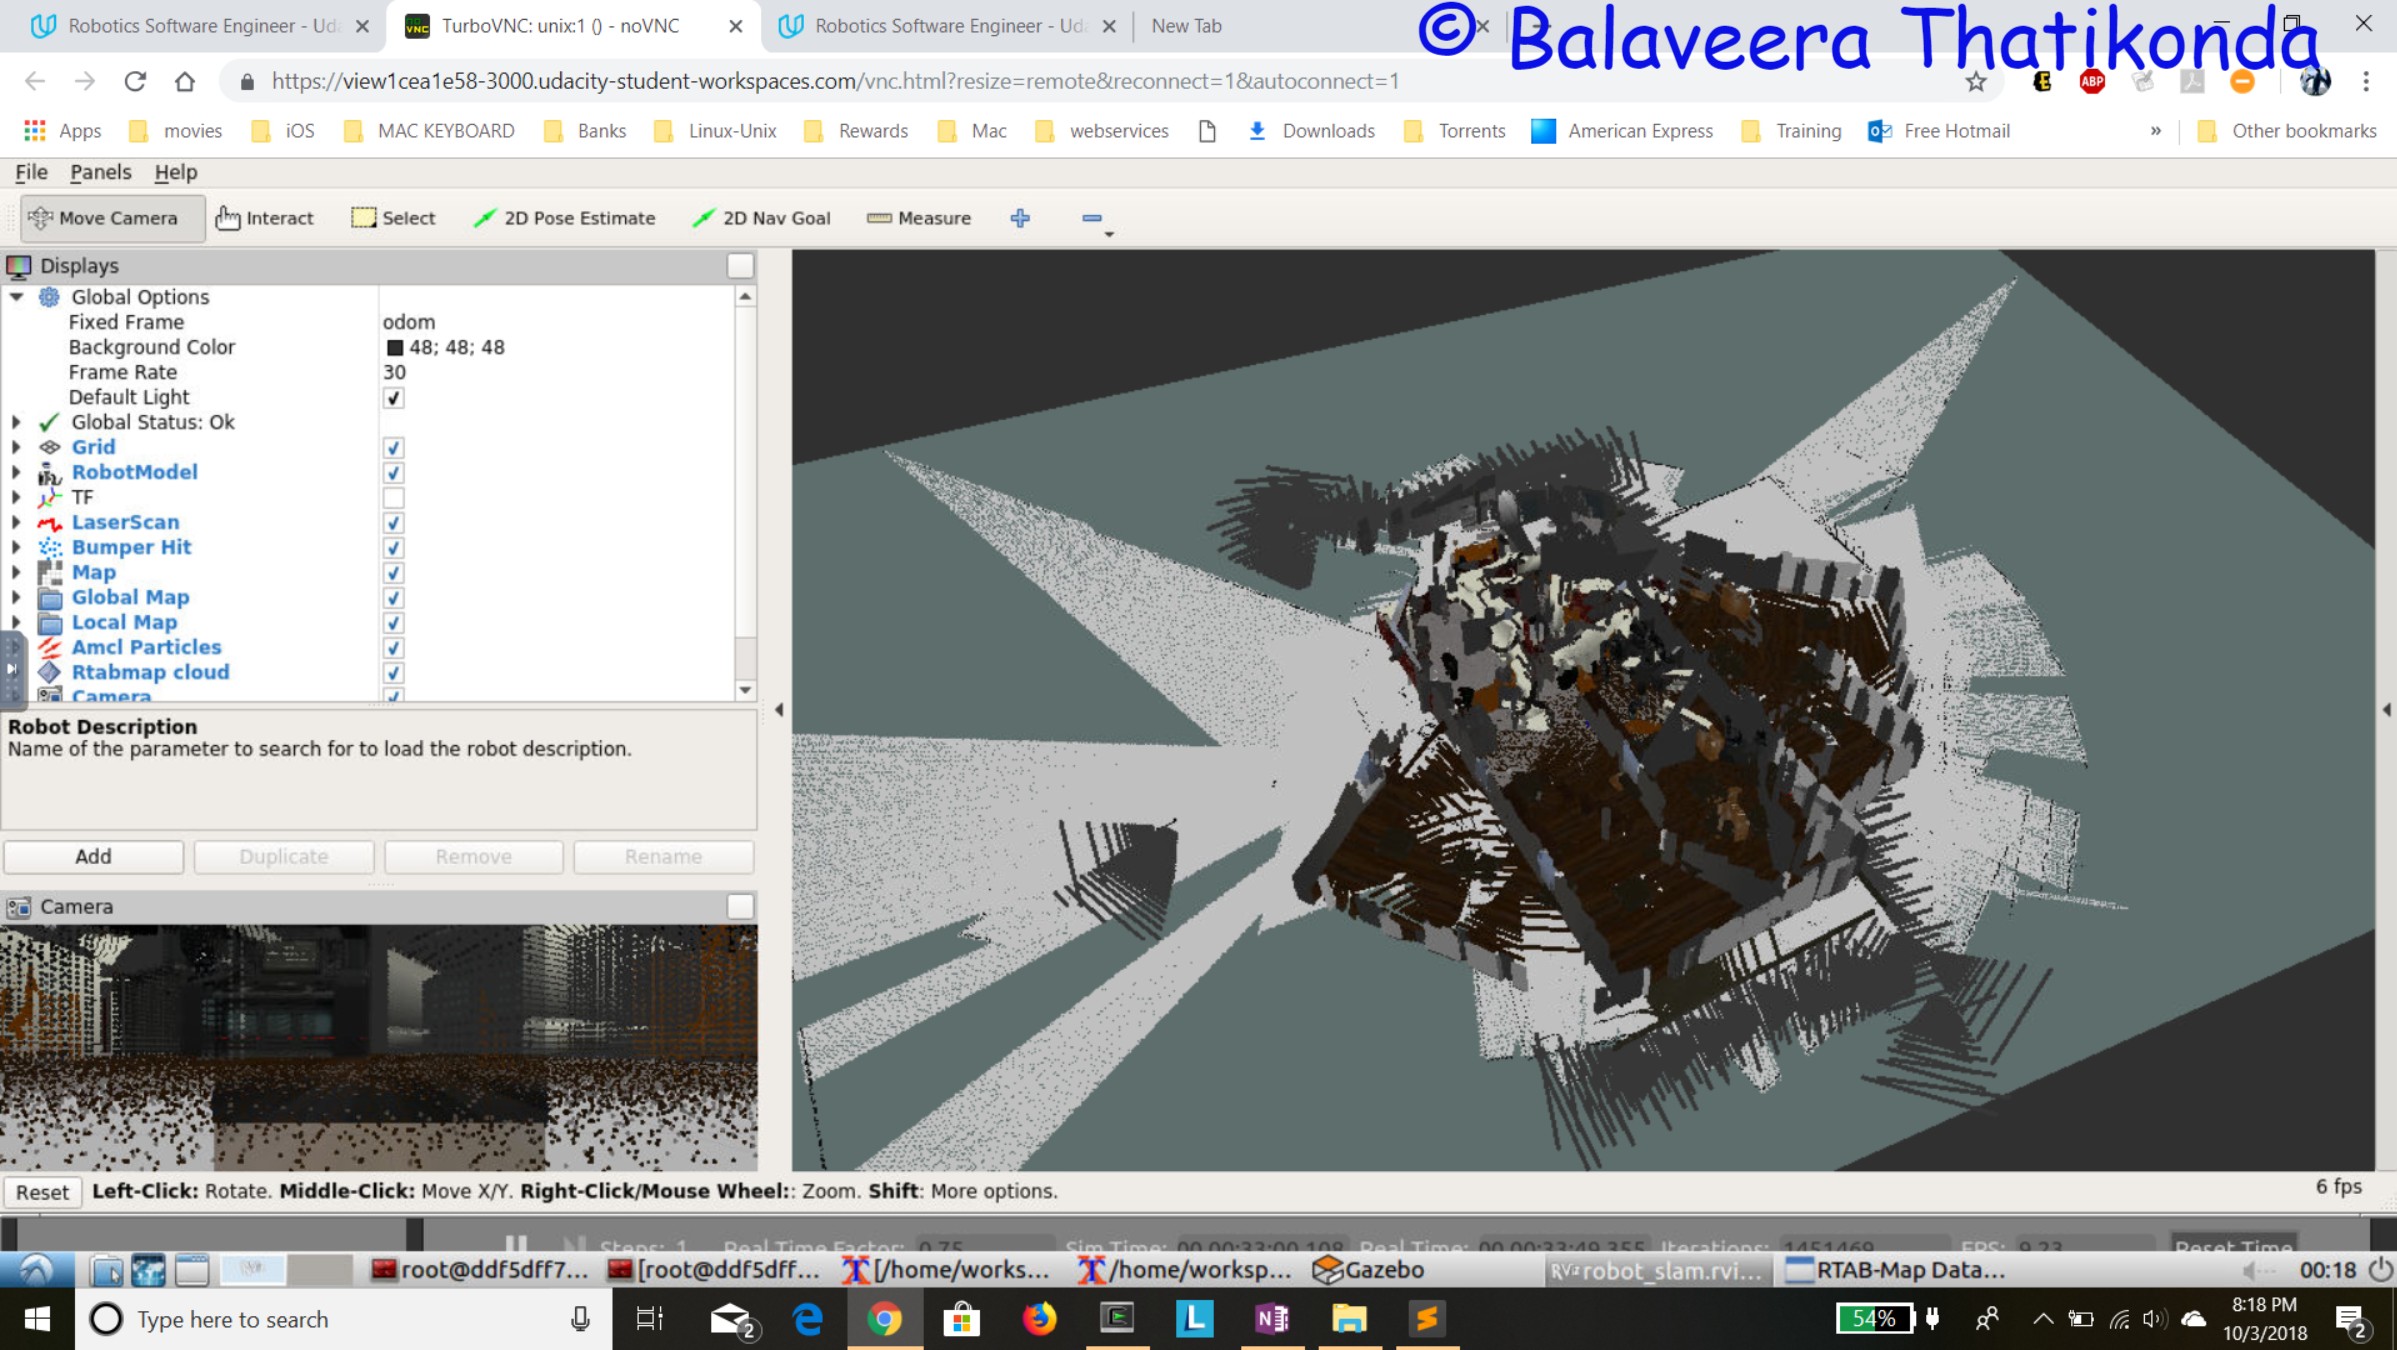 Robotics Software Engineer - Uda
TurboVNC: unix:1 () - noVNC
Robotics Software Engineer - Uda
New Tab
© Balaveera Thatikonda
https://view1cea1e58-3000.udacity-student-workspaces.com/vnc.html?resize=remote&reconnect=1&autoconnect=1
ABP
Apps movies iOS MAC KEYBOARD Banks Linux-Unix Rewards Mac webservices Downloads Torrents American Express Training Free Hotmail » Other bookmarks
File Panels Help
Move Camera Interact Select 2D Pose Estimate 2D Nav Goal Measure
Displays
Global Options
Fixed Frame odom
Background Color 48; 48; 48
Frame Rate 30
Default Light
Global Status: Ok
Grid
RobotModel
TF
LaserScan
Bumper Hit
Map
Global Map
Local Map
Amcl Particles
Rtabmap cloud
Camera
Robot Description
Name of the parameter to search for to load the robot description.
Add Duplicate Remove Rename
Camera
Reset Left-Click: Rotate. Middle-Click: Move X/Y. Right-Click/Mouse Wheel:: Zoom. Shift: More options. 6 fps
Steps: 1 Real Time Factor: 0.75 Sim Time: 00 00:33:00.108 Real Time: 00 00:33:49.355 Iterations: 1451469 FPS: 9.23 Reset Time
root@ddf5dff7... [root@ddf5dff... [/home/works... /home/worksp... Gazebo robot_slam.rvi... RTAB-Map Data... 00:18
Type here to search 2 54% 8:18 PM
10/3/2018 2